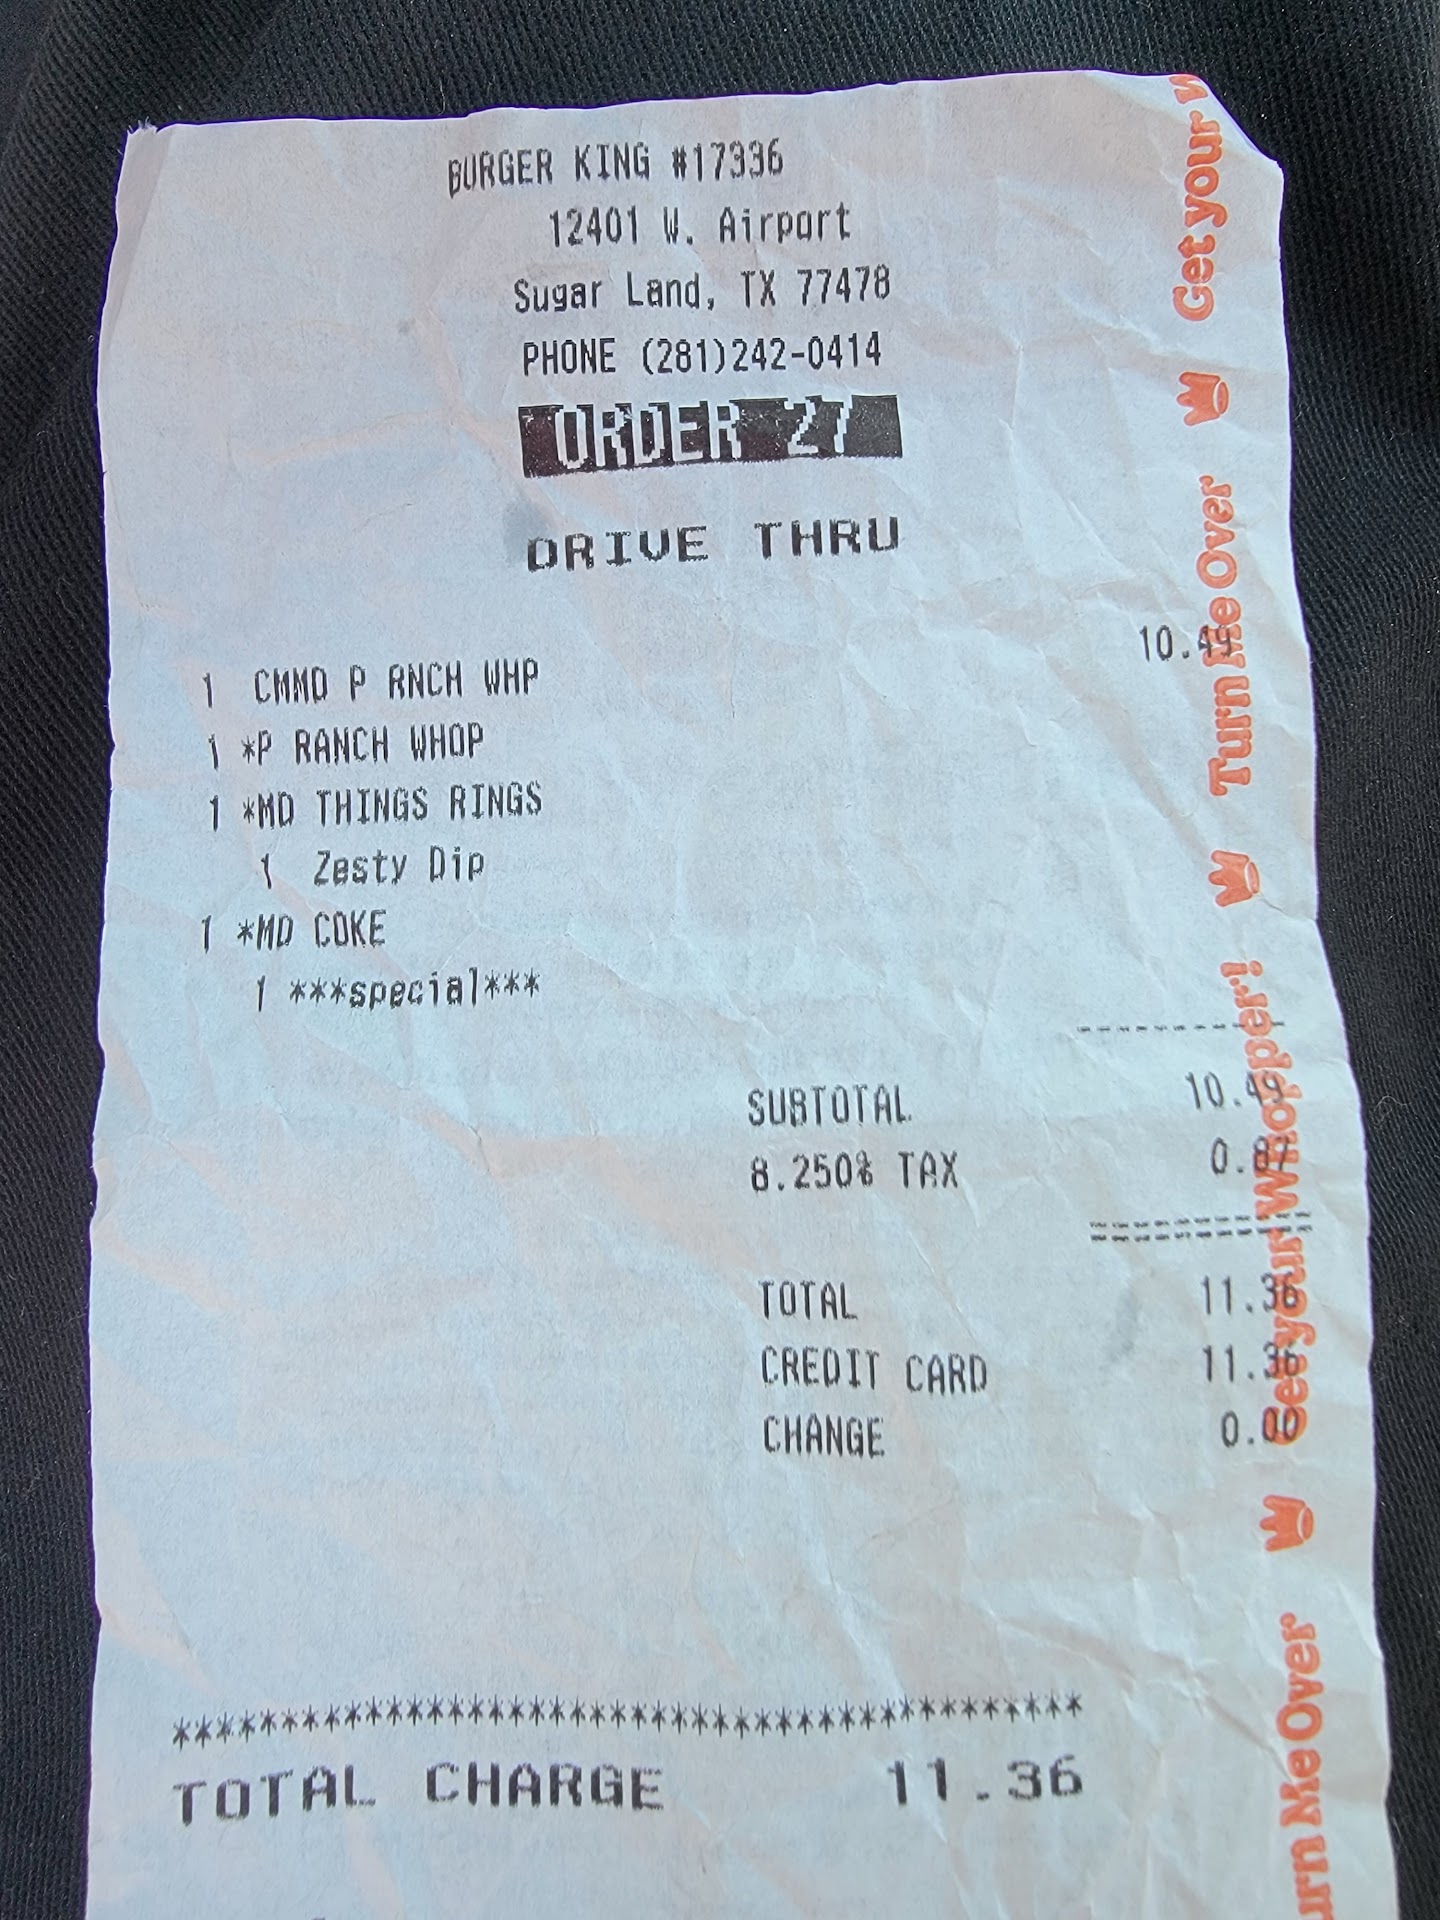 BURGER KING #17336
12401 W. Airport
Sugar Land, TX 77478
PHONE (281)242-0414
ORDER 27
DRIVE THRU
1 CMMD P RNCH WHP 10.49
1 *P RANCH WHOP
1 *MD THINGS RINGS
1 Zesty Dip
1 *MD COKE
1 ***special***
SUBTOTAL 10.49
8.250% TAX 0.87
TOTAL 11.36
CREDIT CARD 11.36
CHANGE 0.00
******************************************
TOTAL CHARGE 11.36
Get your
Turn Me Over
Get your Whopper!
Turn Me Over